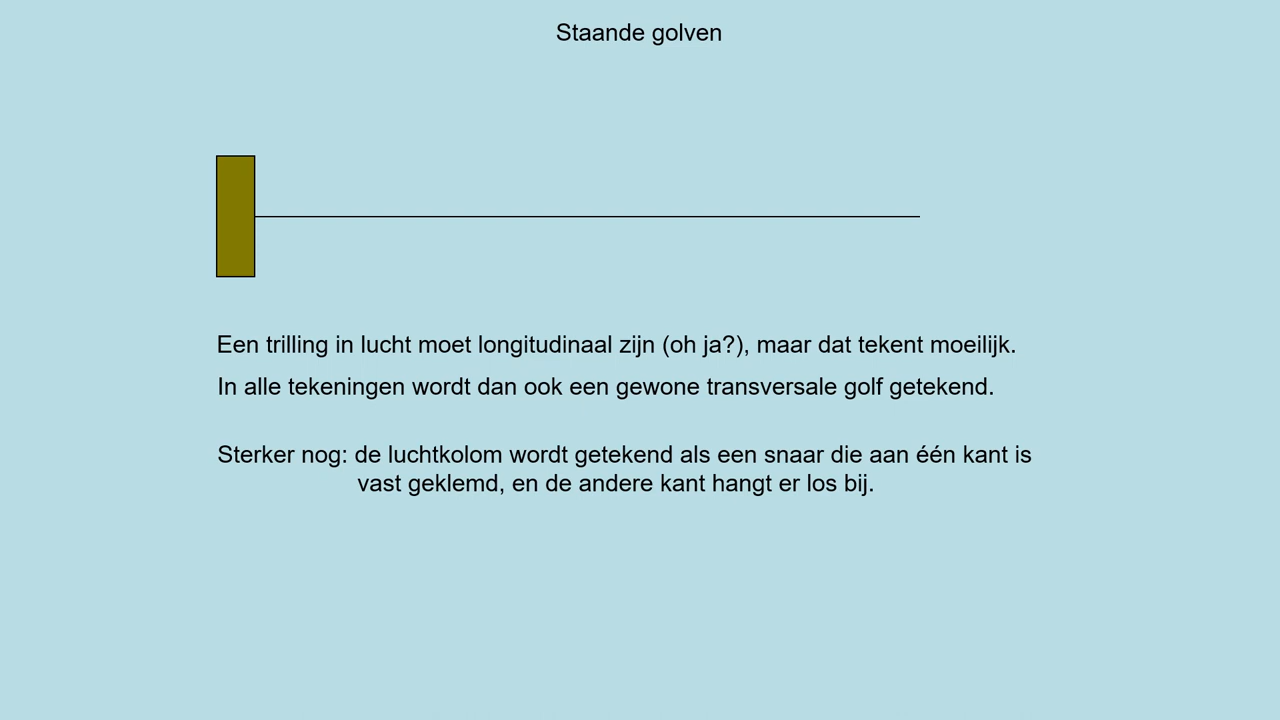 Staande golven
Een trilling in lucht moet longitudinaal zijn (oh ja?), maar dat tekent moeilijk.
In alle tekeningen wordt dan ook een gewone transversale golf getekend.
Sterker nog: de luchtkolom wordt getekend als een snaar die aan één kant is
vast geklemd, en de andere kant hangt er los bij.